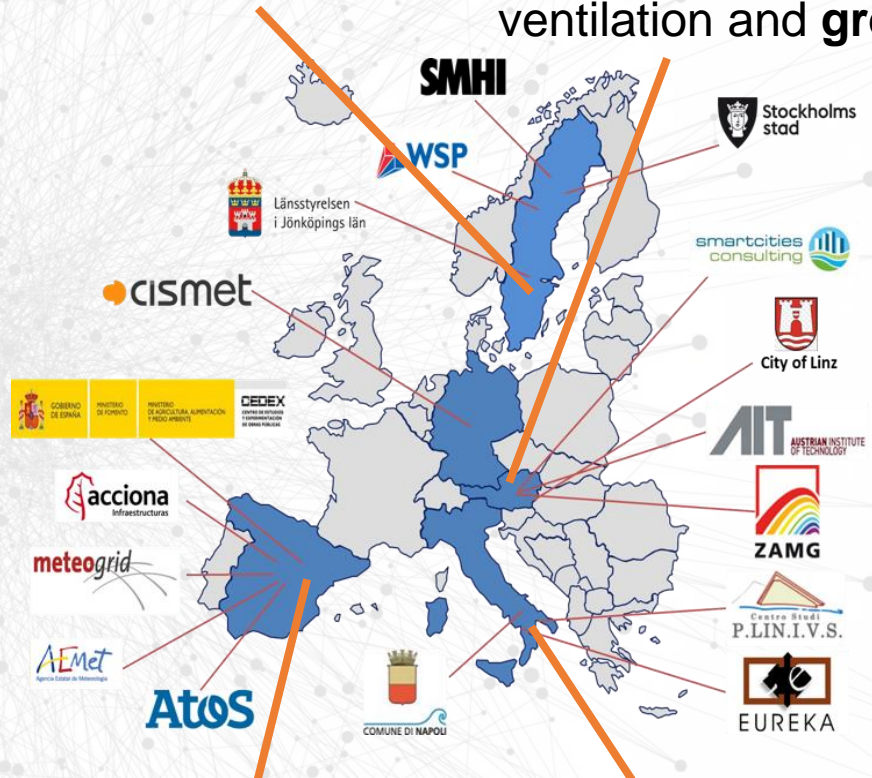 ventilation and gre
SMHI
Stockholms
stad
WSP
Länsstyrelsen
i Jönköpings län
smartcities
consulting
cismet
City of Linz
GOBIERNO
DE ESPAÑA
MINISTERIO
DE FOMENTO
MINISTERIO
DE AGRICULTURA, ALIMENTACIÓN
Y MEDIO AMBIENTE
CEDEX
CENTRO DE ESTUDIOS
Y EXPERIMENTACIÓN
DE OBRAS PÚBLICAS
AIT
AUSTRIAN INSTITUTE
OF TECHNOLOGY
acciona
Infraestructuras
ZAMG
meteogrid
Centro Studi
P.LIN.I.V.S.
AEMet
Agencia Estatal de Meteorología
Atos
COMUNE DI NAPOLI
EUREKA